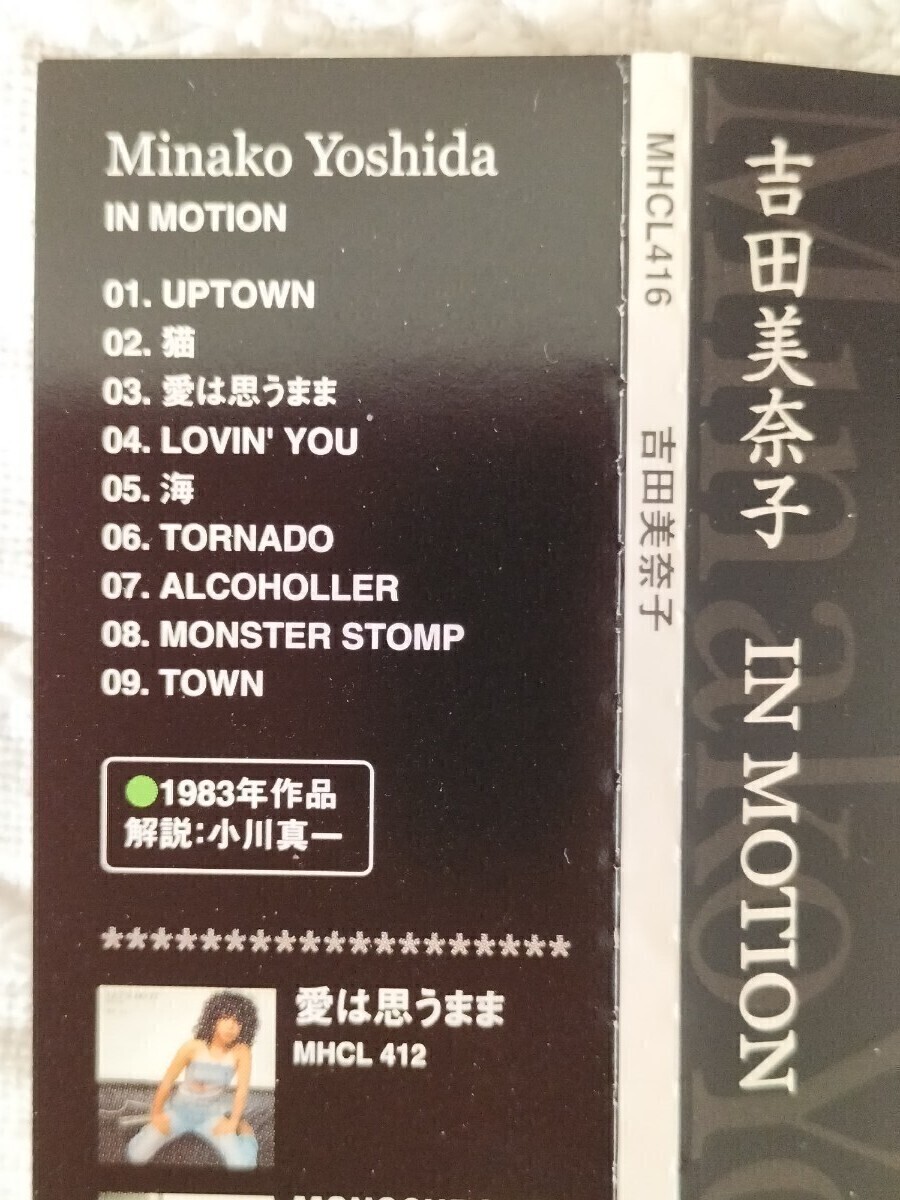 Minako Yoshida
IN MOTION
01. UPTOWN
02. 猫
03. 愛は思うまま
04. LOVIN' YOU
05. 海
06. TORNADO
07. ALCOHOLLER
08. MONSTER STOMP
09. TOWN
●1983年作品
解説:小川真一
***********************
愛は思うまま
MHCL 412
MHCL416 吉田美奈子
吉田美奈子 IN MOTION
Minako Yo